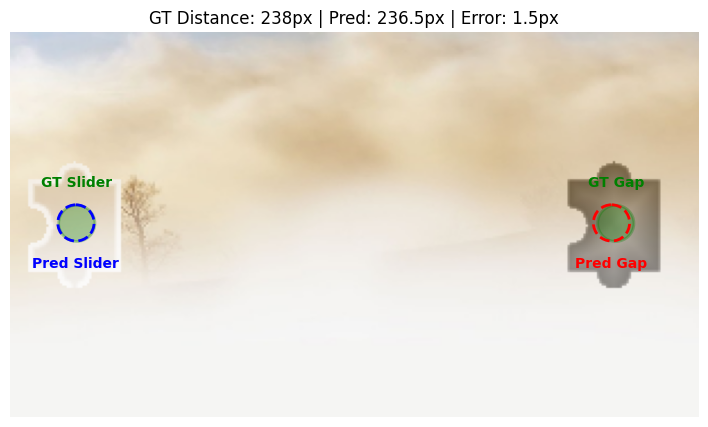 GT Distance: 238px | Pred: 236.5px | Error: 1.5px
GT Slider
GT Gap
Pred Slider
Pred Gap